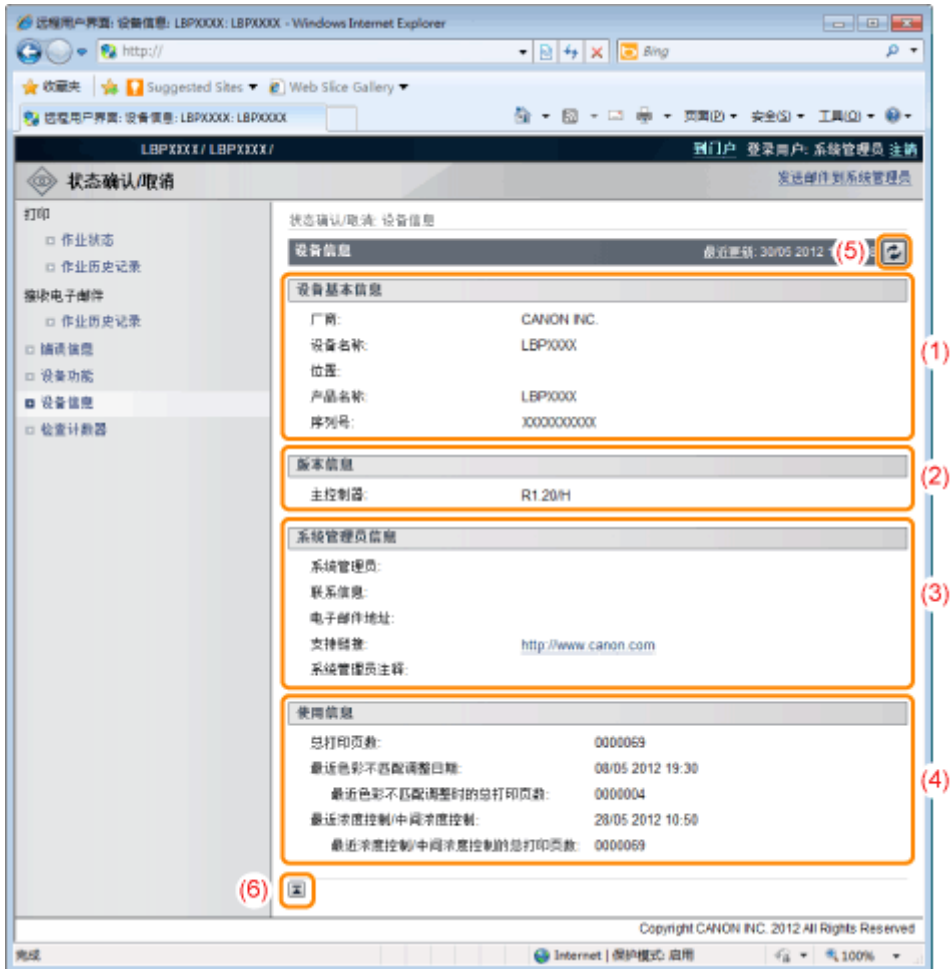 远程用户界面: 设备信息: LBPXXXX: LBPXXXX - Windows Internet Explorer
http://
Bing
收藏夹 Suggested Sites Web Slice Gallery
远程用户界面: 设备信息: LBPXXXX: LBPXXXX
页面(P) 安全(S) 工具(O)
LBPXXXX / LBPXXXX /
到门户 登录用户: 系统管理员 注销
状态确认/取消
发送邮件到系统管理员
打印
作业状态
作业历史记录
接收电子邮件
作业历史记录
错误信息
设备功能
设备信息
检查计数器
状态确认/取消: 设备信息
设备信息
最近更新: 30/05 2012
(5)
设备基本信息
厂商: CANON INC.
设备名称: LBPXXXX
位置:
产品名称: LBPXXXX
序列号: XXXXXXXXXX
(1)
版本信息
主控制器: R1.20/H
(2)
系统管理员信息
系统管理员:
联系信息:
电子邮件地址:
支持链接: http://www.canon.com
系统管理员注释:
(3)
使用信息
总打印页数: 0000069
最近色彩不匹配调整日期: 08/05 2012 19:30
最近色彩不匹配调整时的总打印页数: 0000004
最近浓度控制/中间浓度控制: 28/05 2012 10:50
最近浓度控制/中间浓度控制的总打印页数: 0000069
(4)
(6)
Copyright CANON INC. 2012 All Rights Reserved
完成
Internet | 保护模式: 启用
100%